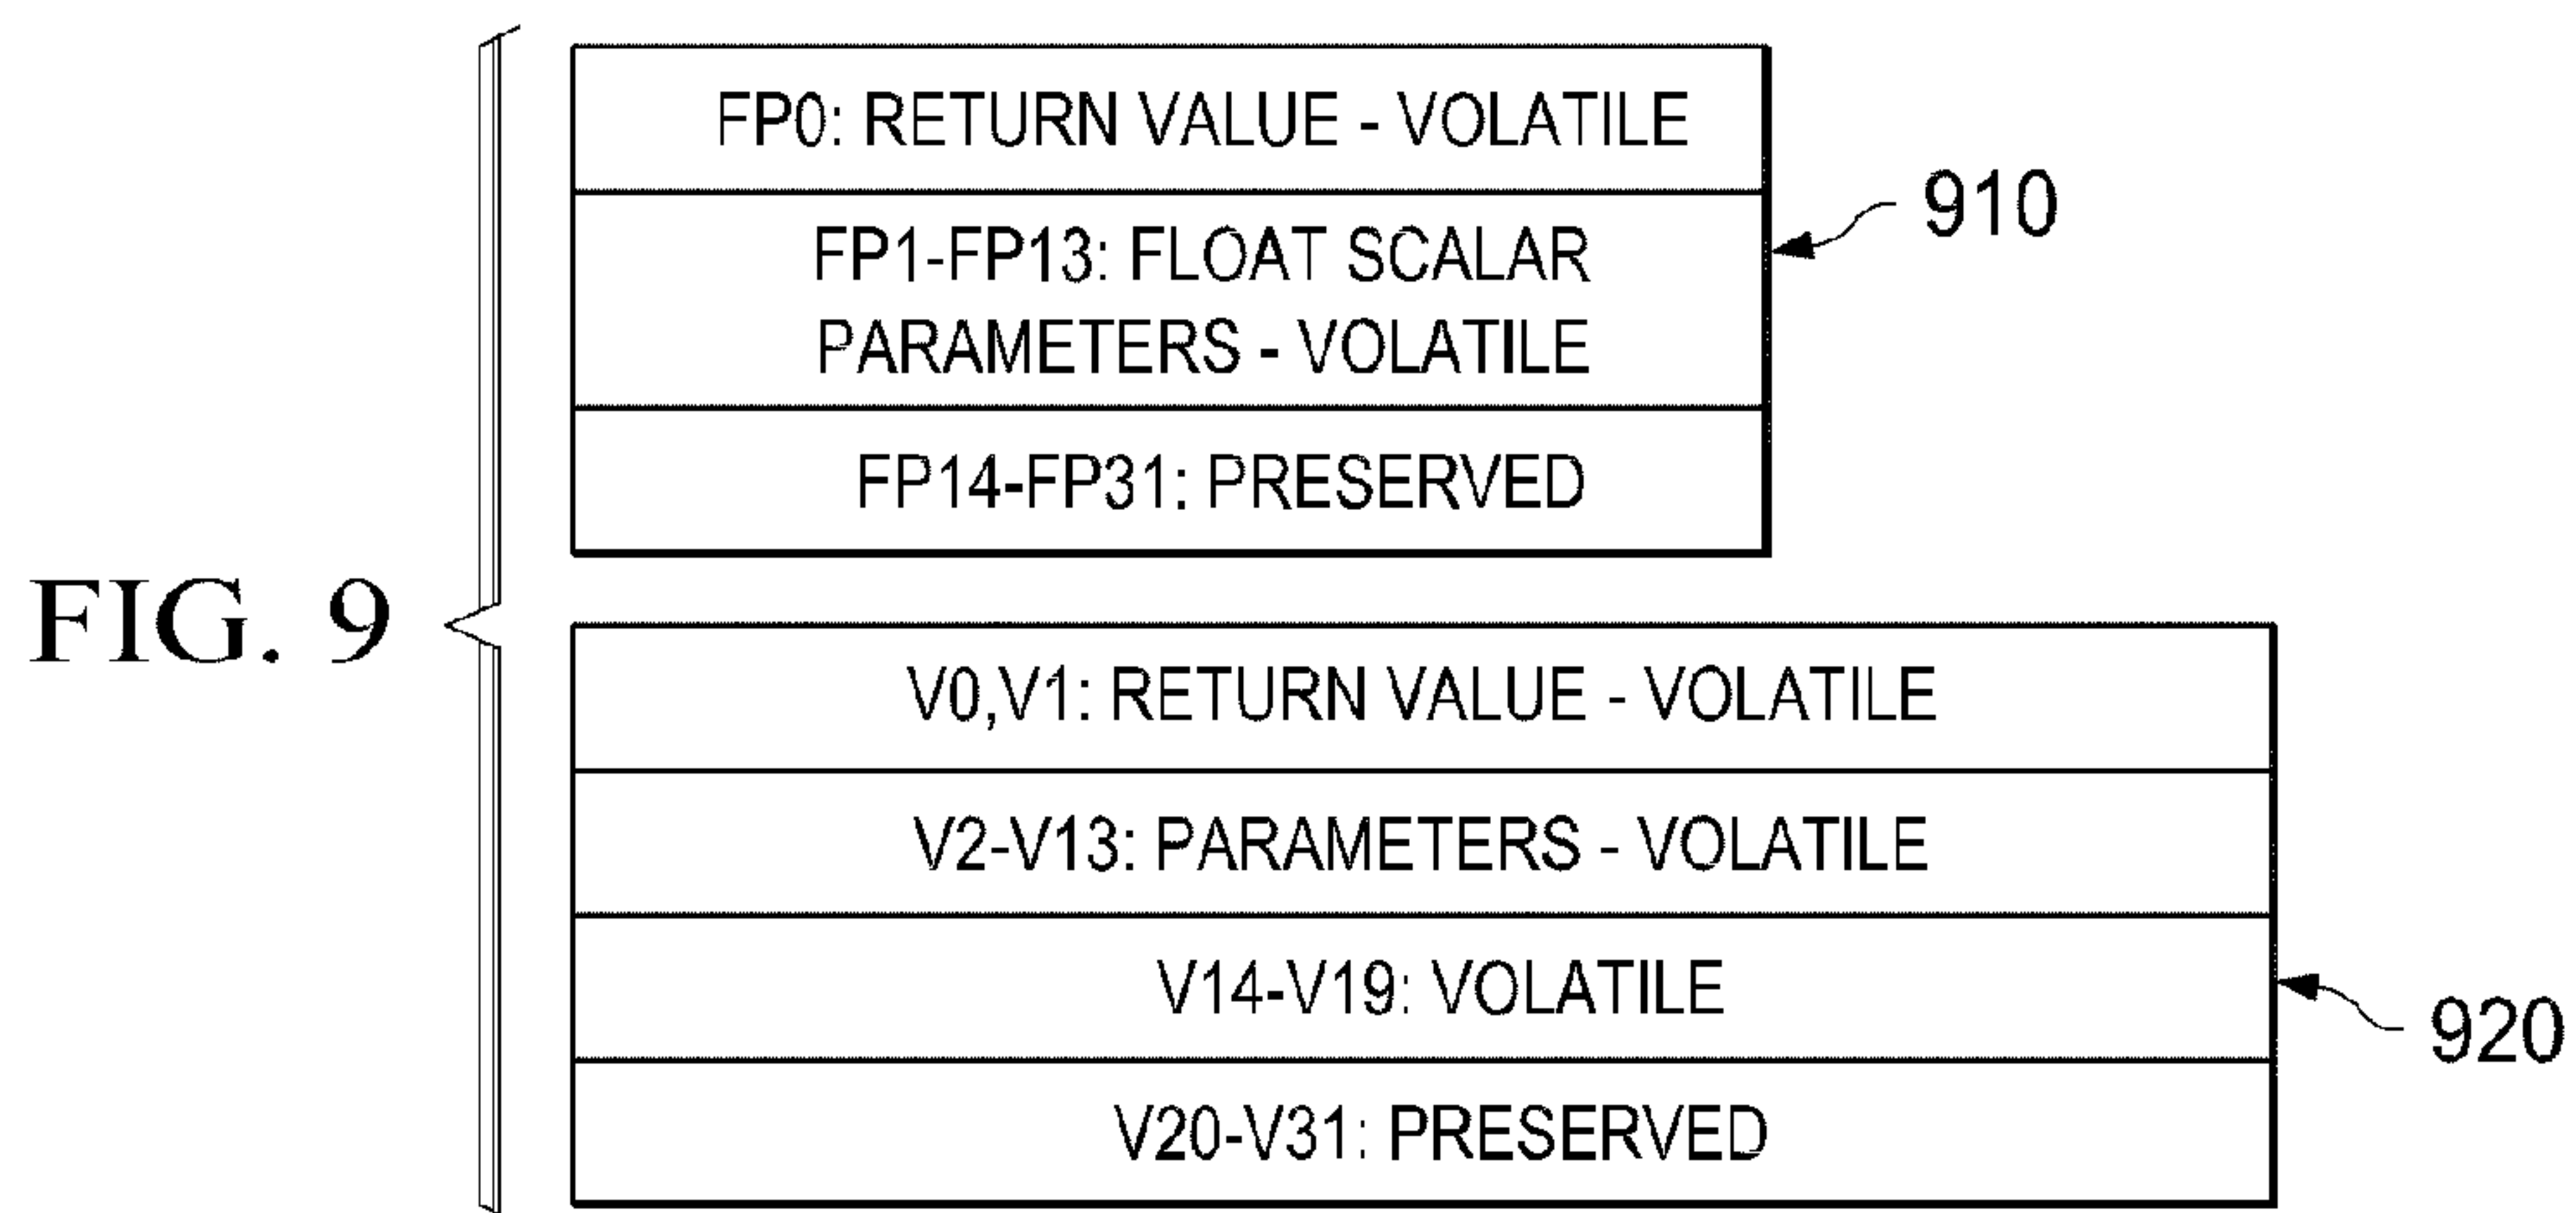 FP0: RETURN VALUE - VOLATILE
FP1-FP13: FLOAT SCALAR
PARAMETERS - VOLATILE
910
FP14-FP31: PRESERVED
FIG. 9
V0,V1: RETURN VALUE - VOLATILE
V2-V13: PARAMETERS - VOLATILE
V14-V19: VOLATILE
920
V20-V31: PRESERVED